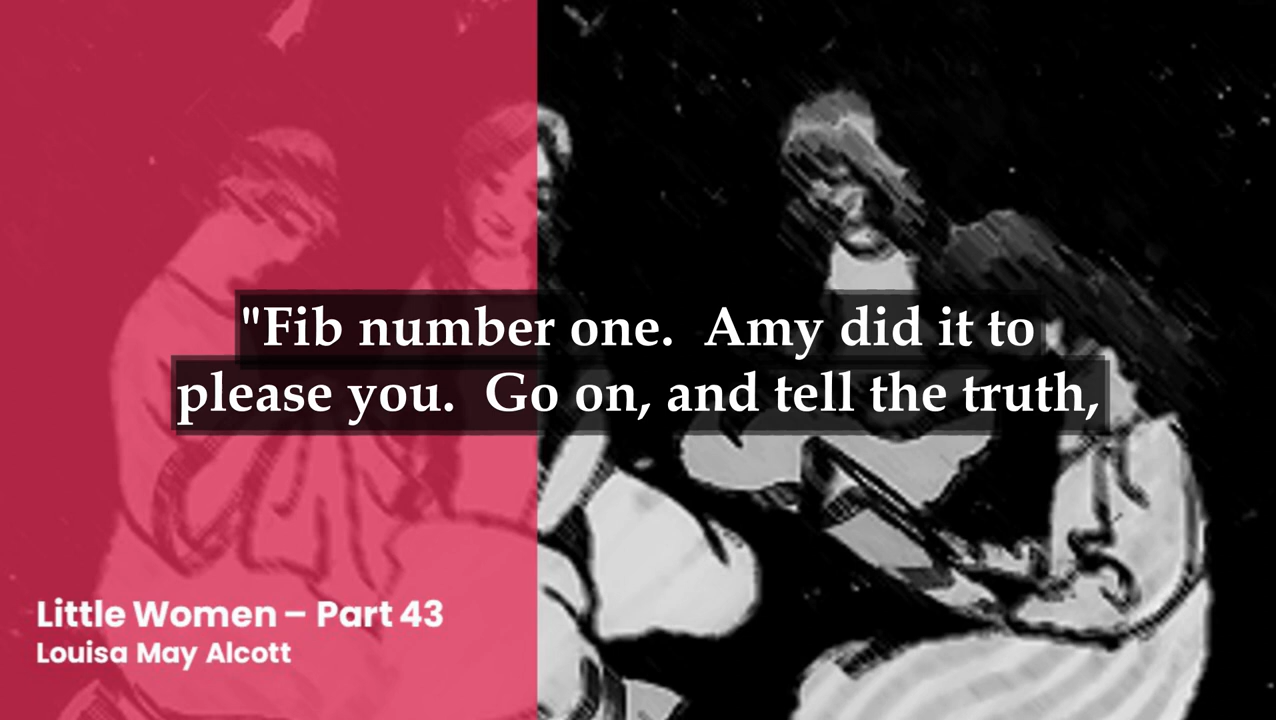 "Fib number one.  Amy did it to
please you.  Go on, and tell the truth,
Little Women – Part 43
Louisa May Alcott